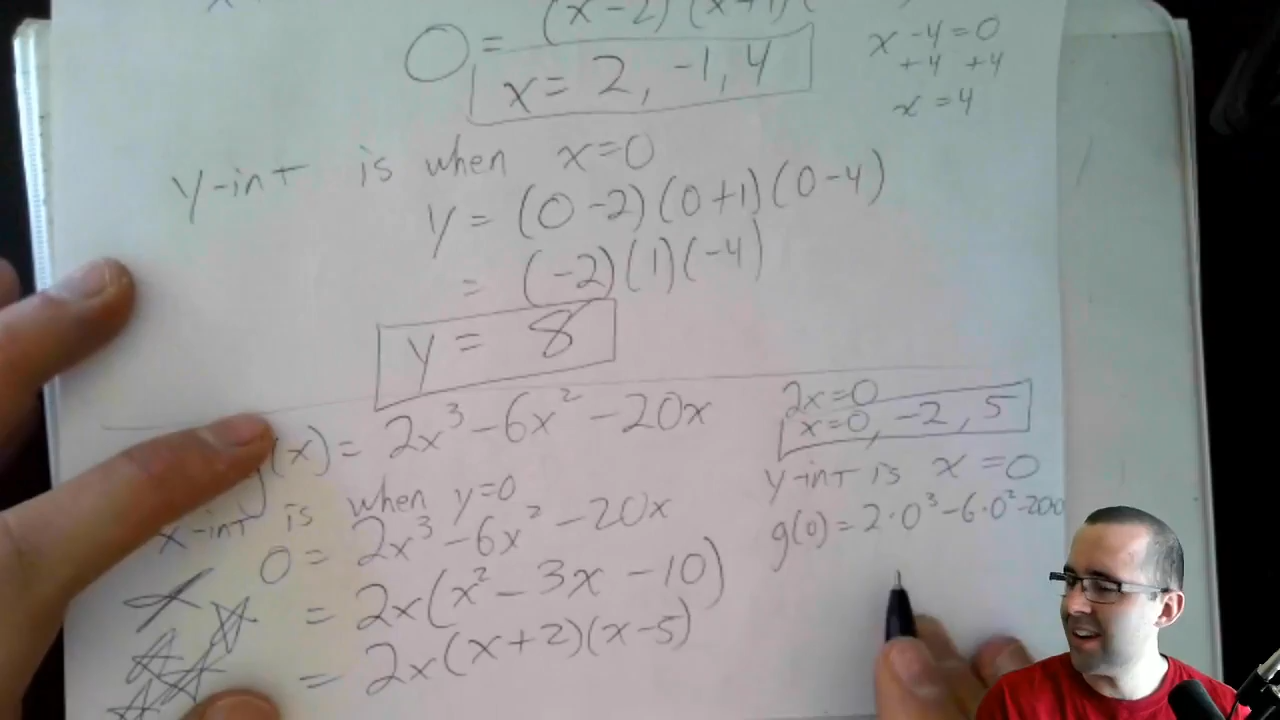 0 = (x-2)(x+1)(
x = 2, -1, 4
x - 4 = 0
+4 +4
x = 4
y-int is when x=0
y = (0-2)(0+1)(0-4)
= (-2)(1)(-4)
y = 8
(x) = 2x³ - 6x² - 20x
x-int is when y=0
0 = 2x³ - 6x² - 20x
= 2x(x² - 3x - 10)
= 2x(x+2)(x-5)
2x=0
x=0, -2, 5
y-int is x=0
g(0) = 2·0³ - 6·0² - 20·0